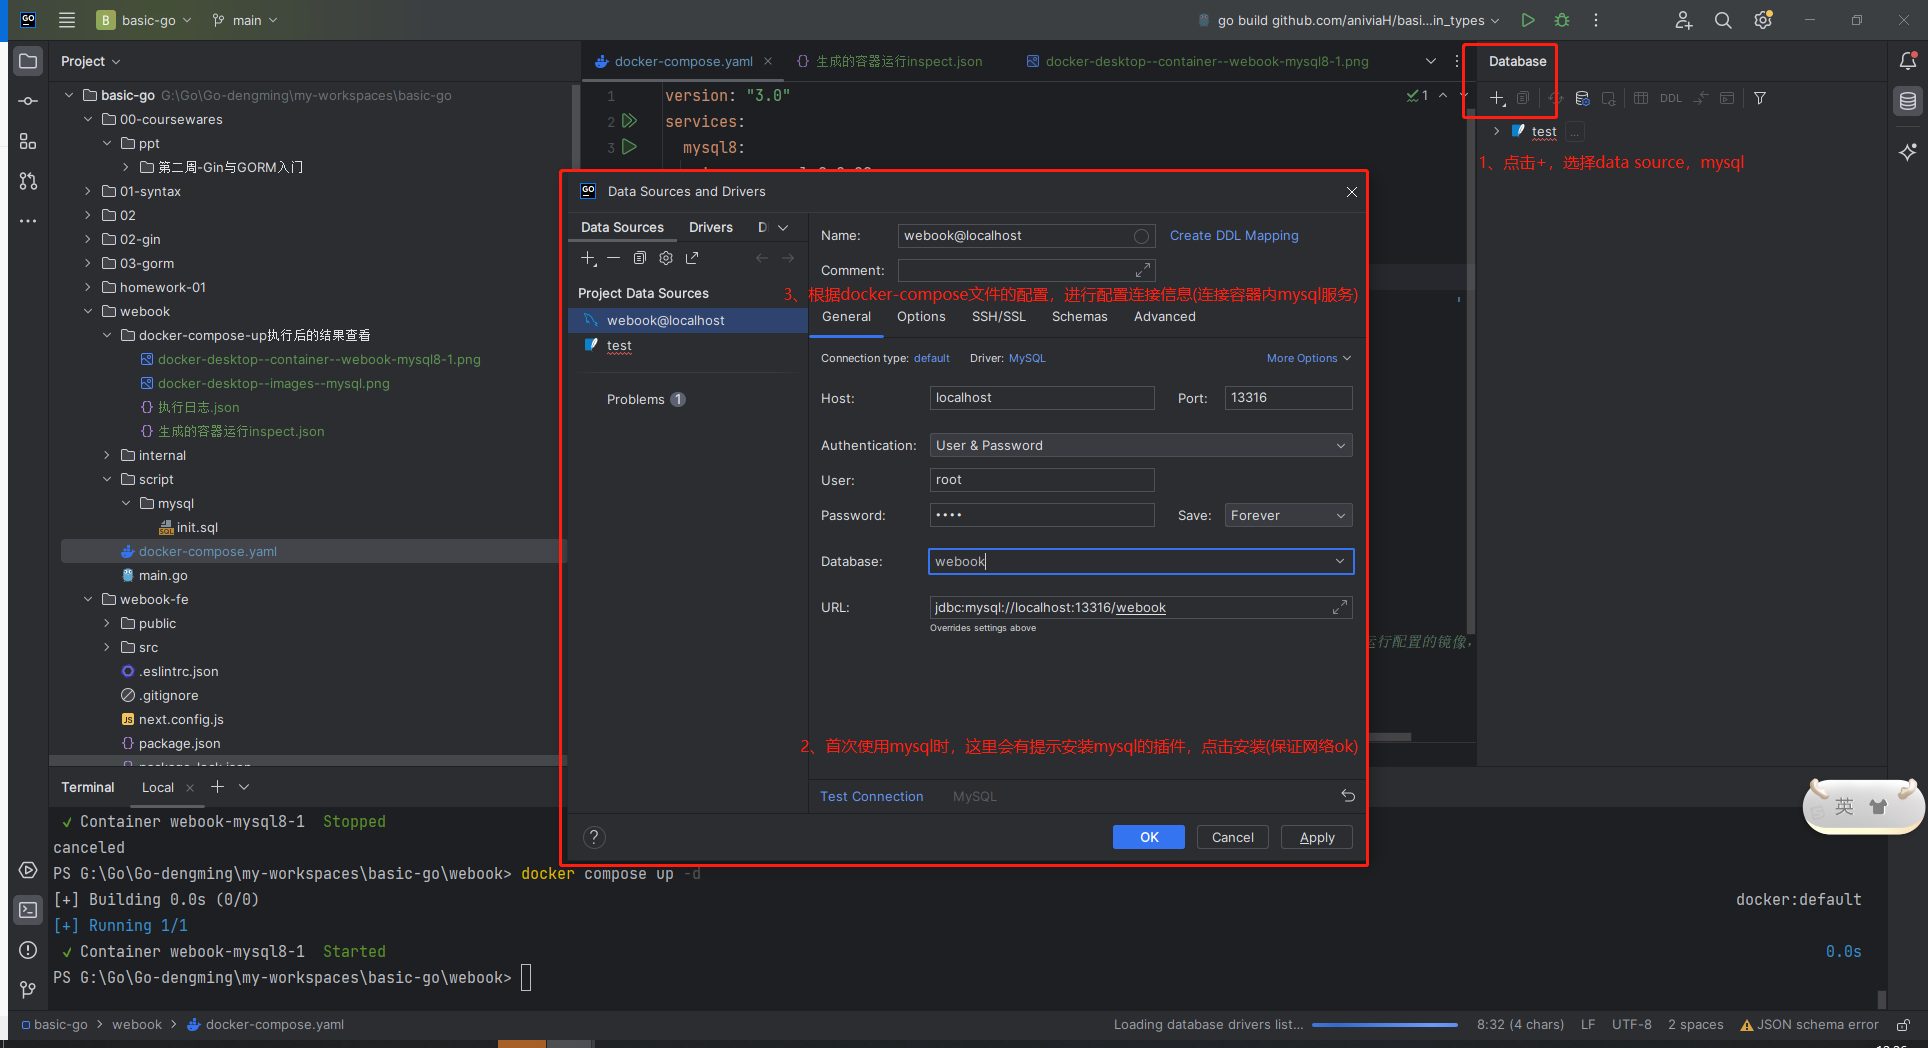 GO
B basic-go
main
go build github.com/aniviaH/basi...in_types
Project
docker-compose.yaml
生成的容器运行inspect.json
docker-desktop--container--webook-mysql8-1.png
Database
basic-go G:\Go\Go-dengming\my-workspaces\basic-go
00-coursewares
ppt
第二周-Gin与GORM入门
01-syntax
02
02-gin
03-gorm
homework-01
webook
docker-compose-up执行后的结果查看
docker-desktop--container--webook-mysql8-1.png
docker-desktop--images--mysql.png
执行日志.json
生成的容器运行inspect.json
internal
script
mysql
init.sql
docker-compose.yaml
main.go
webook-fe
public
src
.eslintrc.json
.gitignore
next.config.js
package.json
1 version: "3.0"
2 services:
3 mysql8:
1
DDL
test ...
1、点击+，选择data source，mysql
GO Data Sources and Drivers
Data Sources Drivers D
Project Data Sources
webook@localhost
test
Problems 1
Name: webook@localhost Create DDL Mapping
Comment:
3、根据docker-compose文件的配置，进行配置连接信息(连接容器内mysql服务)
General Options SSH/SSL Schemas Advanced
Connection type: default Driver: MySQL More Options
Host: localhost Port: 13316
Authentication: User & Password
User: root
Password: •••• Save: Forever
Database: webook
URL: jdbc:mysql://localhost:13316/webook
Overrides settings above
运行配置的镜像，
2、首次使用mysql时，这里会有提示安装mysql的插件，点击安装(保证网络ok)
Test Connection MySQL
? OK Cancel Apply
Terminal Local
✔ Container webook-mysql8-1 Stopped
canceled
PS G:\Go\Go-dengming\my-workspaces\basic-go\webook> docker compose up -d
[+] Building 0.0s (0/0) docker:default
[+] Running 1/1
✔ Container webook-mysql8-1 Started 0.0s
PS G:\Go\Go-dengming\my-workspaces\basic-go\webook>
英
basic-go > webook > docker-compose.yaml
Loading database drivers list... 8:32 (4 chars) LF UTF-8 2 spaces JSON schema error